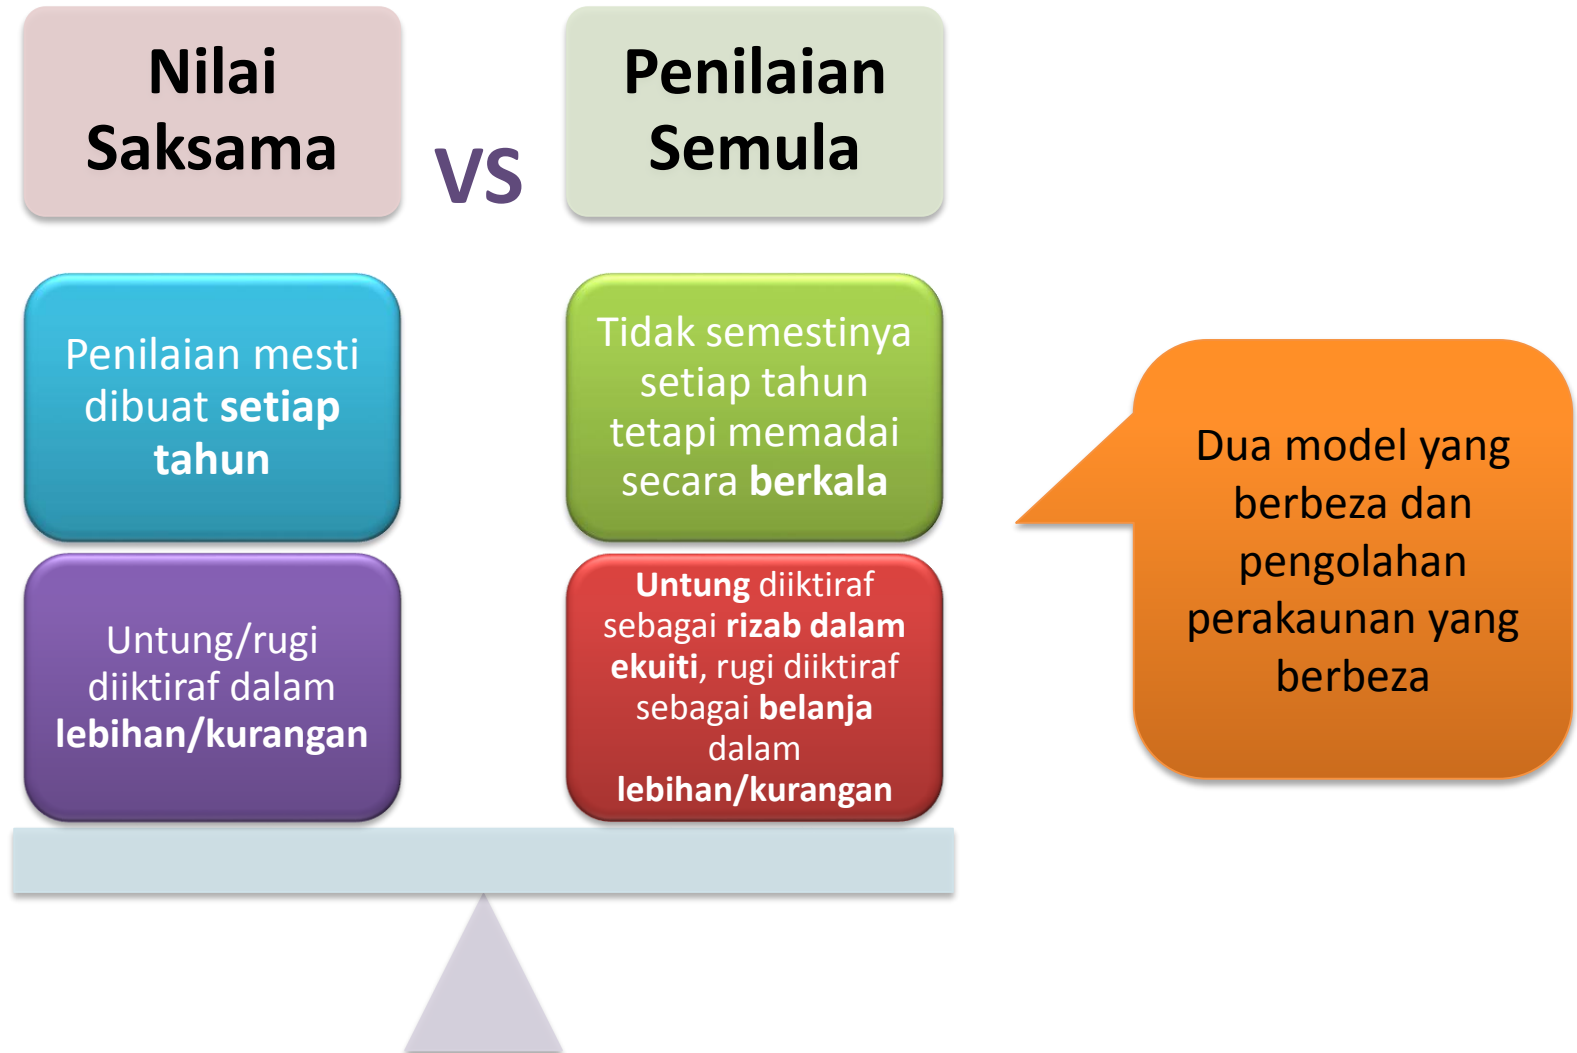 Nilai
Saksama
VS
Penilaian
Semula
Penilaian mesti
dibuat setiap
tahun
Tidak semestinya
setiap tahun
tetapi memadai
secara berkala
Untung/rugi
diiktiraf dalam
lebihan/kurangan
Untung diiktiraf
sebagai rizab dalam
ekuiti, rugi diiktiraf
sebagai belanja
dalam
lebihan/kurangan
Dua model yang
berbeza dan
pengolahan
perakaunan yang
berbeza